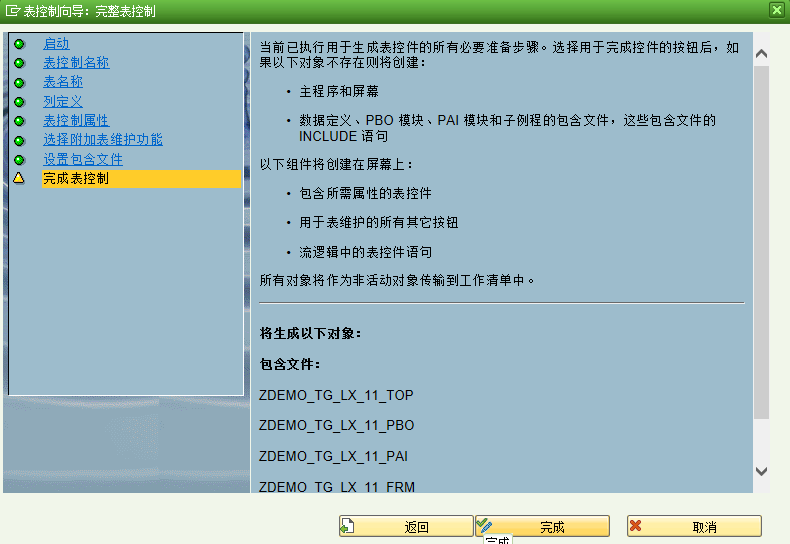 表控制向导：完整表控制
启动
表控制名称
表名称
列定义
表控制属性
选择附加表维护功能
设置包含文件
完成表控制
当前已执行用于生成表控件的所有必要准备步骤。选择用于完成控件的按钮后，如
果以下对象不存在则将创建：
• 主程序和屏幕
• 数据定义、PBO 模块、PAI 模块和子例程的包含文件，这些包含文件的
INCLUDE 语句
以下组件将创建在屏幕上：
• 包含所需属性的表控件
• 用于表维护的所有其它按钮
• 流逻辑中的表控件语句
所有对象将作为非活动对象传输到工作清单中。
将生成以下对象：
包含文件：
ZDEMO_TG_LX_11_TOP
ZDEMO_TG_LX_11_PBO
ZDEMO_TG_LX_11_PAI
ZDEMO_TG_LX_11_FRM
返回
完成
取消
完成